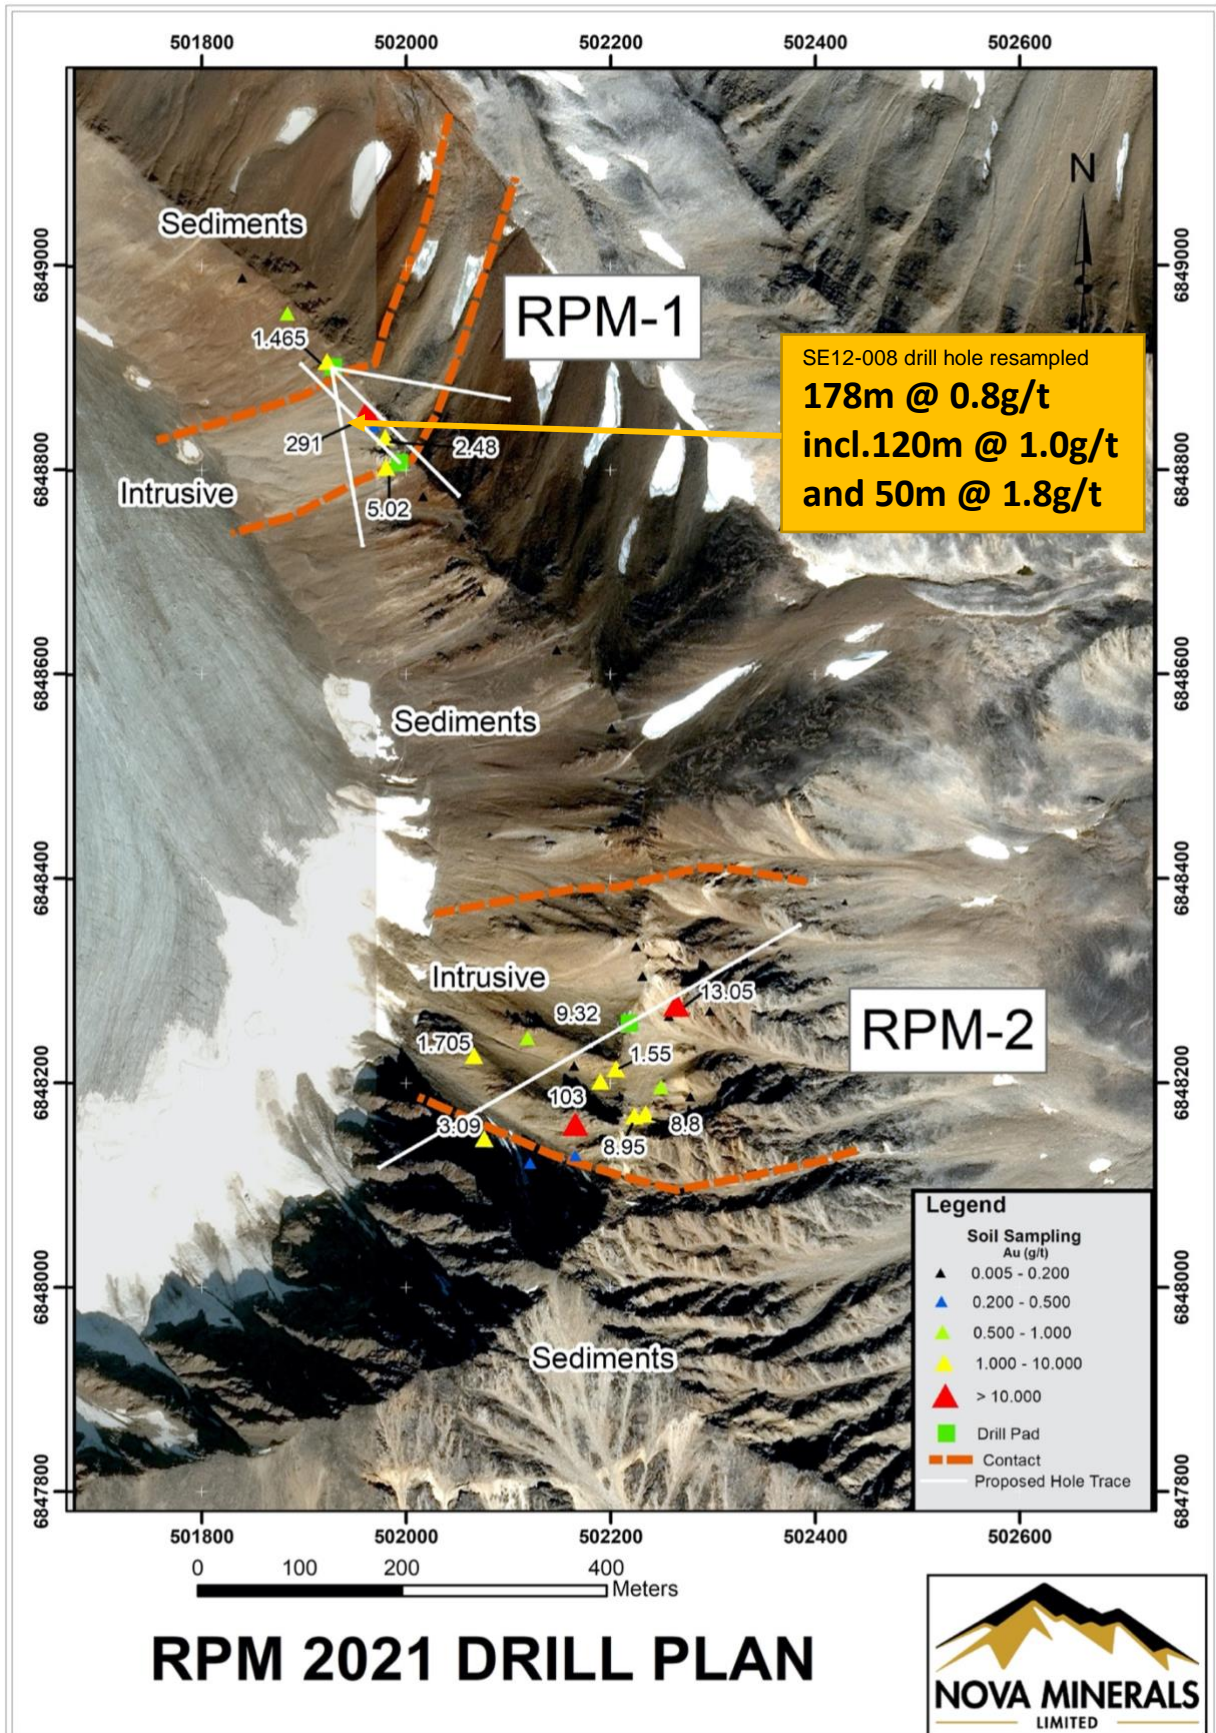 501800 502000 502200 502400 502600
6849000
6848800
6848600
6848400
6848200
6848000
6847800
6849000
6848800
6848600
6848400
6848200
6848000
6847800
N
Sediments
RPM-1
1.465
SE12-008 drill hole resampled
178m @ 0.8g/t
incl.120m @ 1.0g/t
and 50m @ 1.8g/t
291
2.48
Intrusive
5.02
Sediments
Intrusive
13.05
9.32
RPM-2
1.705
1.55
103
3.09
8.8
8.95
Sediments
Legend
Soil Sampling
Au (g/t)
0.005 - 0.200
0.200 - 0.500
0.500 - 1.000
1.000 - 10.000
> 10.000
Drill Pad
Contact
Proposed Hole Trace
501800 502000 502200 502400 502600
0 100 200 400
Meters
RPM 2021 DRILL PLAN
NOVA MINERALS
LIMITED